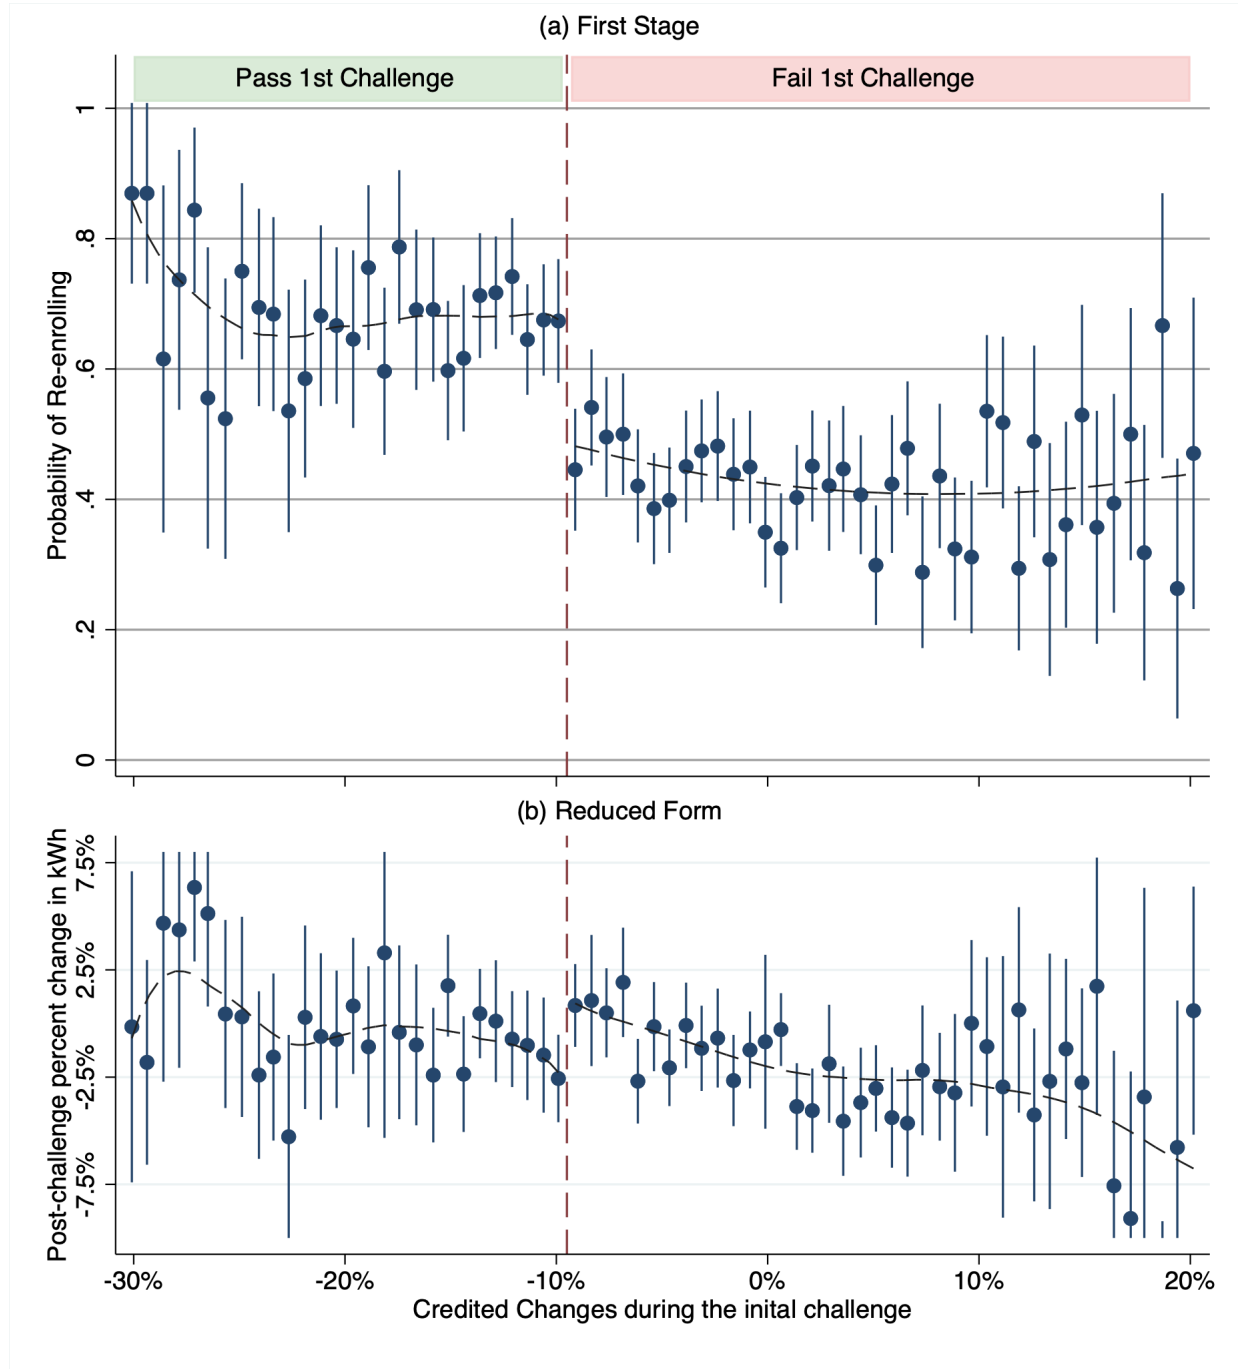 (a) First Stage
Pass 1st Challenge
Fail 1st Challenge
Probability of Re-enrolling
1
.8
.6
.4
.2
0
(b) Reduced Form
Post-challenge percent change in kWh
7.5%
2.5%
-2.5%
-7.5%
-30%
-20%
-10%
0%
10%
20%
Credited Changes during the inital challenge